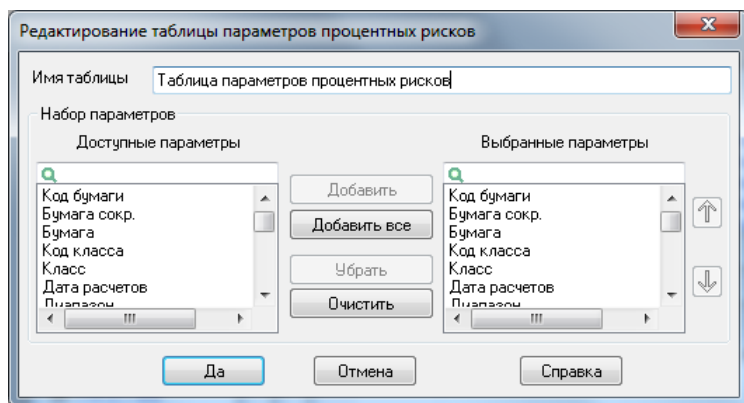 Редактирование таблицы параметров процентных рисков
Имя таблицы Таблица параметров процентных рисков
Набор параметров
Доступные параметры Выбранные параметры
Код бумаги Добавить Код бумаги
Бумага сокр. Бумага сокр.
Бумага Добавить все Бумага
Код класса Код класса
Класс Убрать Класс
Дата расчетов Дата расчетов
Диапазон Очистить Диапазон
Да Отмена Справка